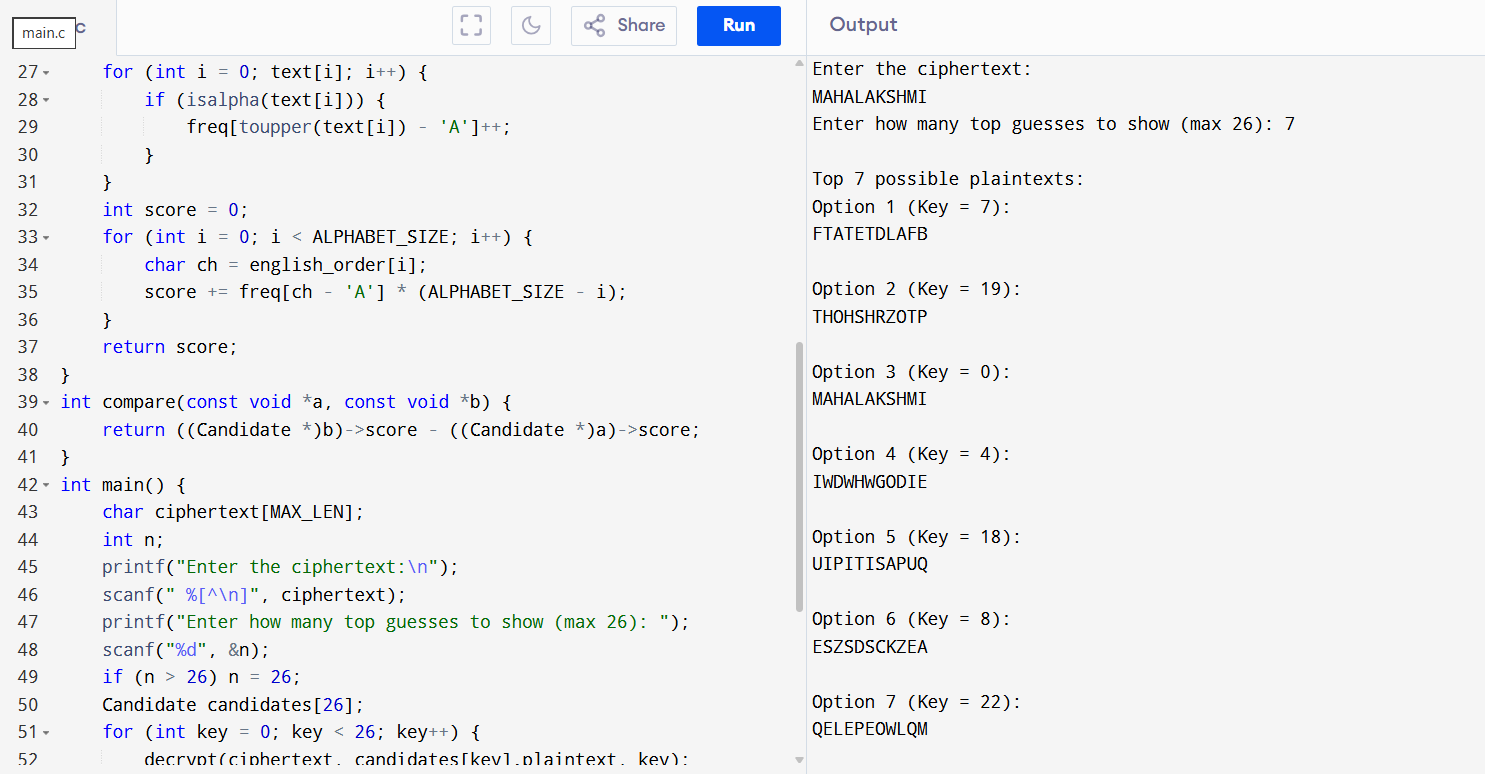 main.c
c
Share
Run
Output
27 for (int i = 0; text[i]; i++) {
28 if (isalpha(text[i])) {
29 freq[toupper(text[i]) - 'A']++;
30 }
31 }
32 int score = 0;
33 for (int i = 0; i < ALPHABET_SIZE; i++) {
34 char ch = english_order[i];
35 score += freq[ch - 'A'] * (ALPHABET_SIZE - i);
36 }
37 return score;
38 }
39 int compare(const void *a, const void *b) {
40 return ((Candidate *)b)->score - ((Candidate *)a)->score;
41 }
42 int main() {
43 char ciphertext[MAX_LEN];
44 int n;
45 printf("Enter the ciphertext:\n");
46 scanf(" %[^\n]", ciphertext);
47 printf("Enter how many top guesses to show (max 26): ");
48 scanf("%d", &n);
49 if (n > 26) n = 26;
50 Candidate candidates[26];
51 for (int key = 0; key < 26; key++) {
52 decrypt(ciphertext, candidates[key].plaintext, key);
Enter the ciphertext:
MAHALAKSHMI
Enter how many top guesses to show (max 26): 7
Top 7 possible plaintexts:
Option 1 (Key = 7):
FTATETDLAFB
Option 2 (Key = 19):
THOHSHRZOTP
Option 3 (Key = 0):
MAHALAKSHMI
Option 4 (Key = 4):
IWDWHWGODIE
Option 5 (Key = 18):
UIPITISAPUQ
Option 6 (Key = 8):
ESZSDSCKZEA
Option 7 (Key = 22):
QELEPEOWLQM